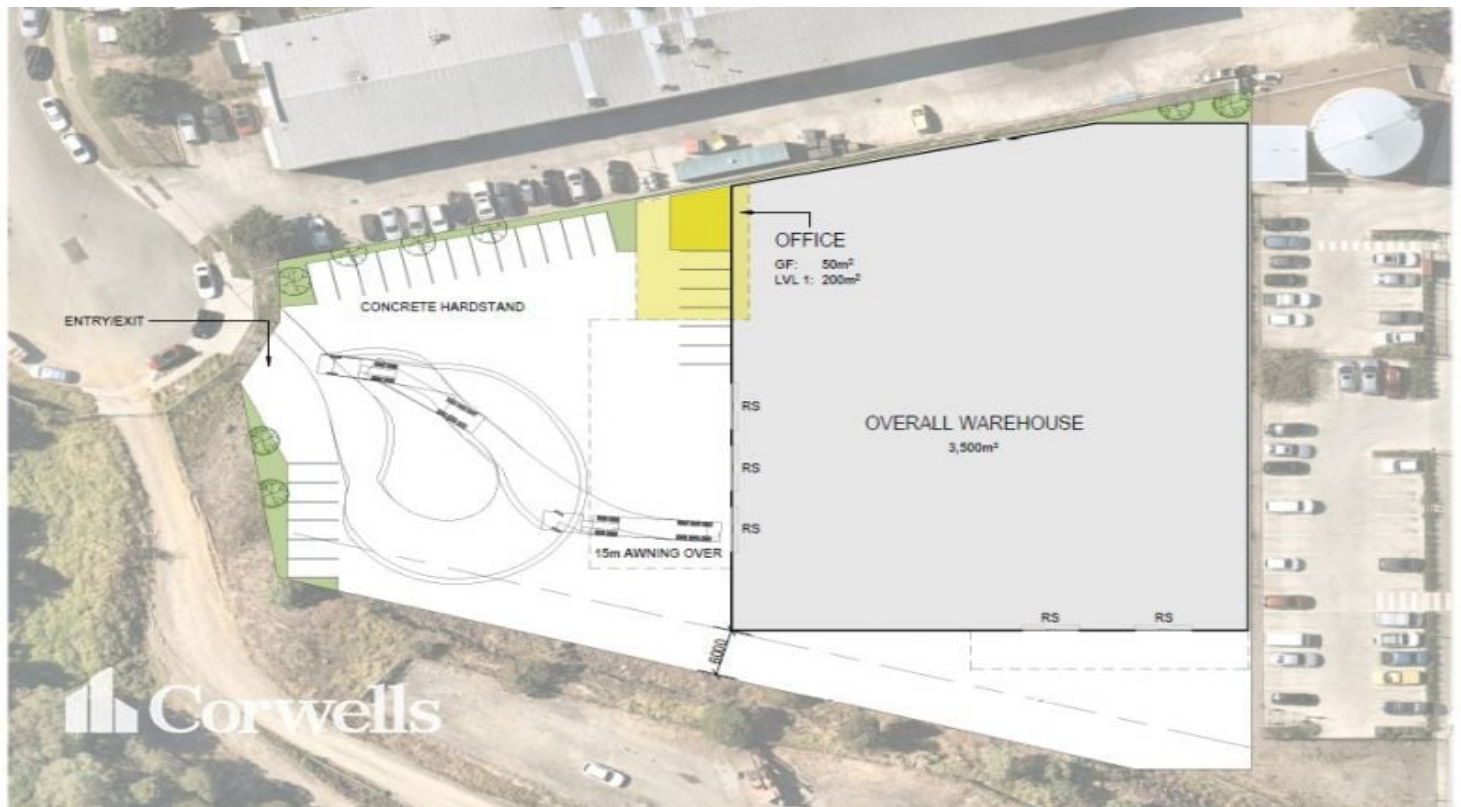 OFFICE
GF: 50m²
LVL 1: 200m²
CONCRETE HARDSTAND
ENTRY/EXIT
RS
OVERALL WAREHOUSE
3,500m²
RS
RS
15m AWNING OVER
RS
RS
6000
Corwells